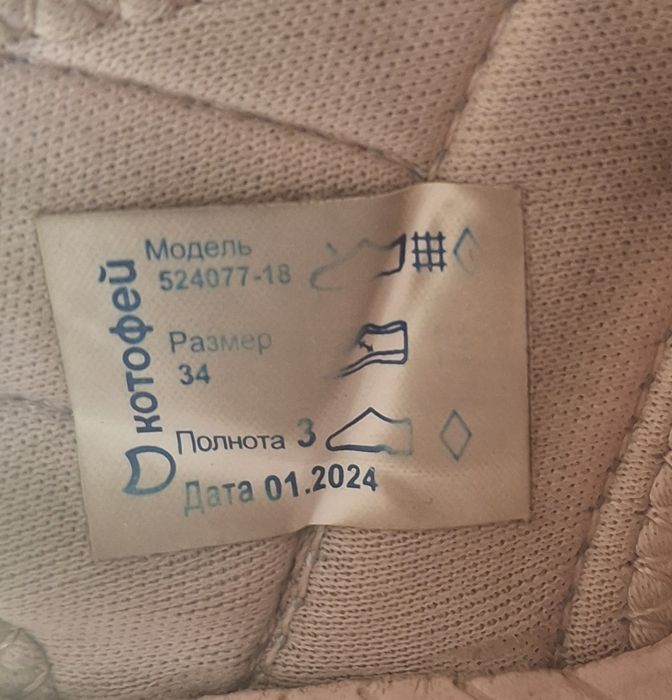 котофей
Модель
524077-18
Размер
34
Полнота 3
Дата 01.2024